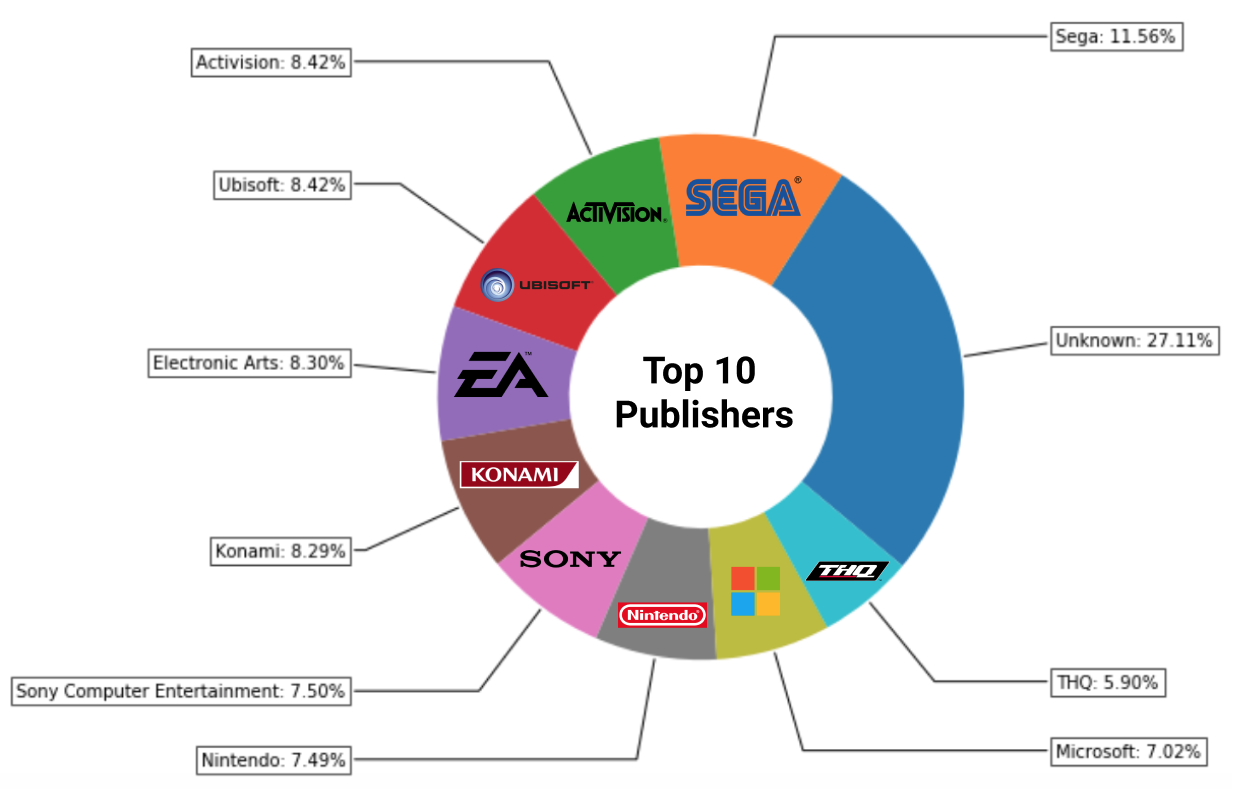 Sega: 11.56%
Activision: 8.42%
Ubisoft: 8.42%
Unknown: 27.11%
Electronic Arts: 8.30%
Konami: 8.29%
THQ: 5.90%
Sony Computer Entertainment: 7.50%
Microsoft: 7.02%
Nintendo: 7.49%
Top 10
Publishers
SEGA®
ACTIVISION®
UBISOFT
EA™
KONAMI
SONY
Nintendo®
THQ